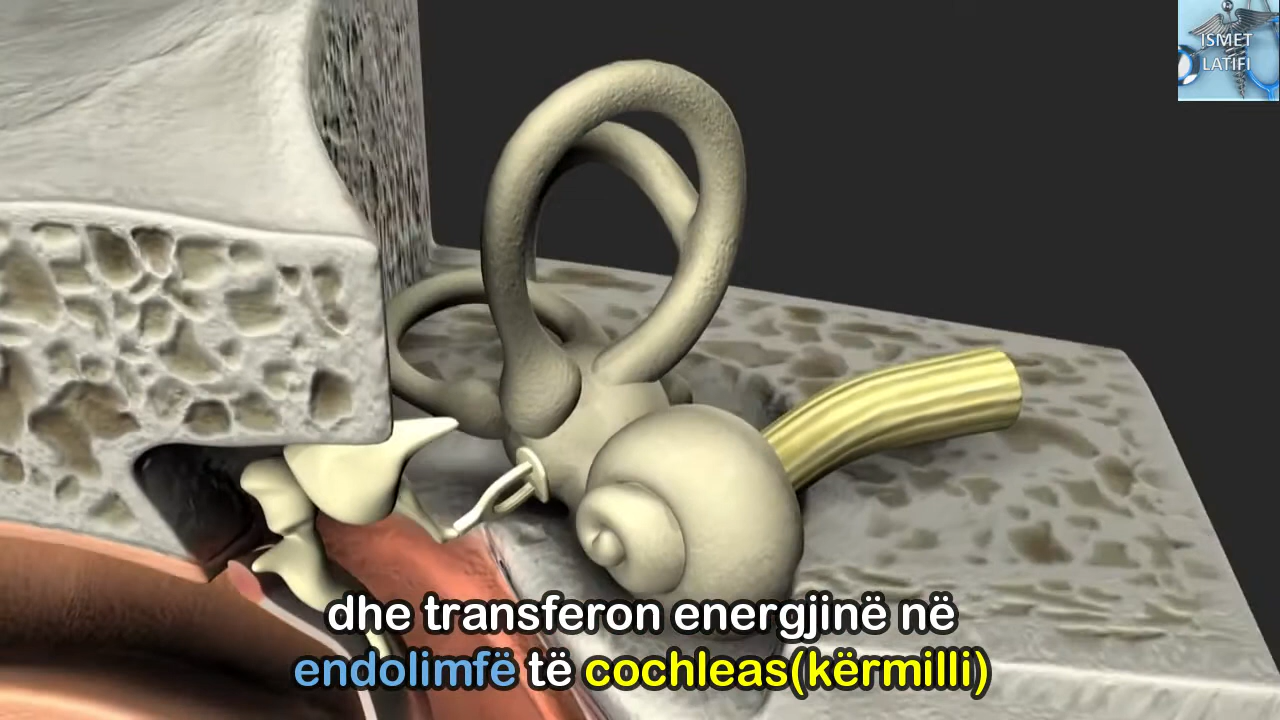 ISMET
LATIFI
dhe transferon energjinë në
endolimfë të cochleas(kërmilli)